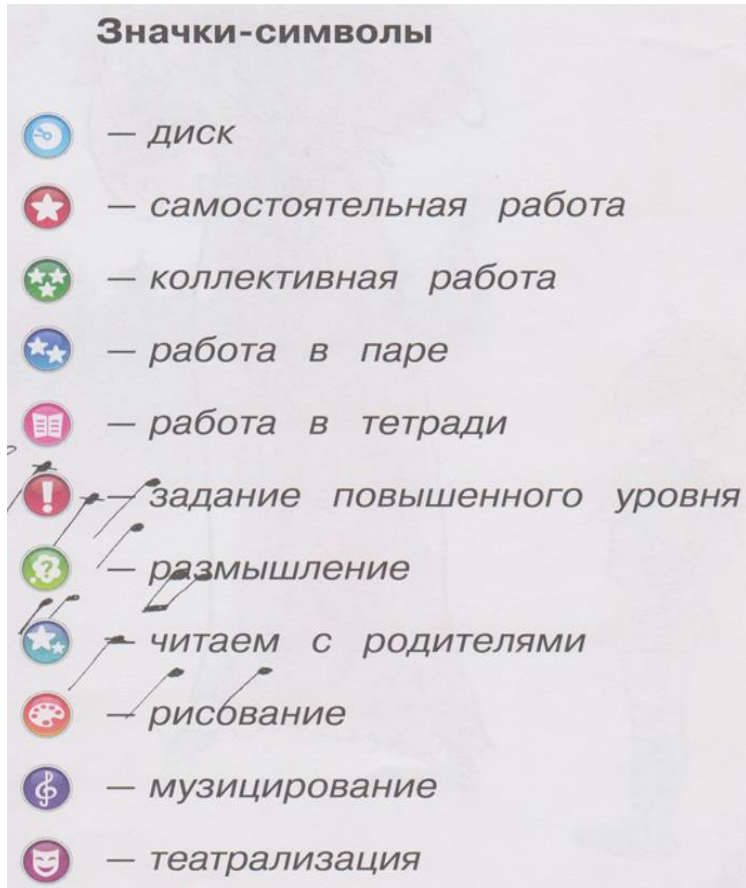 Значки-символы
— диск
— самостоятельная работа
— коллективная работа
— работа в паре
— работа в тетради
— задание повышенного уровня
— размышление
— читаем с родителями
— рисование
— музицирование
— театрализация